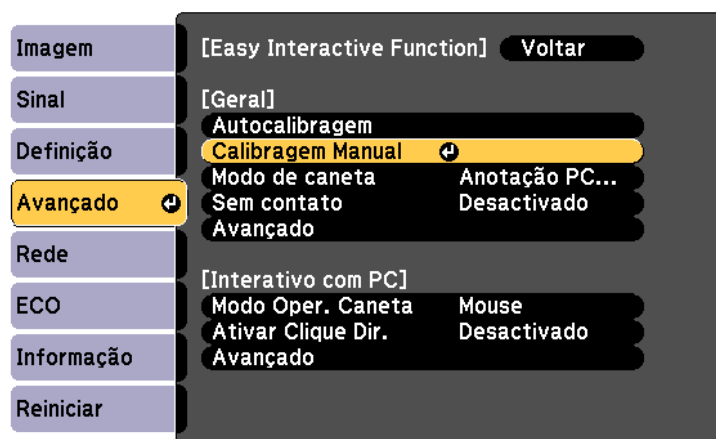 Imagem
Sinal
Definição
Avançado
Rede
ECO
Informação
Reiniciar
[Easy Interactive Function] Voltar
[Geral]
Autocalibragem
Calibragem Manual
Modo de caneta Anotação PC...
Sem contato Desactivado
Avançado
[Interativo com PC]
Modo Oper. Caneta Mouse
Ativar Clique Dir. Desactivado
Avançado